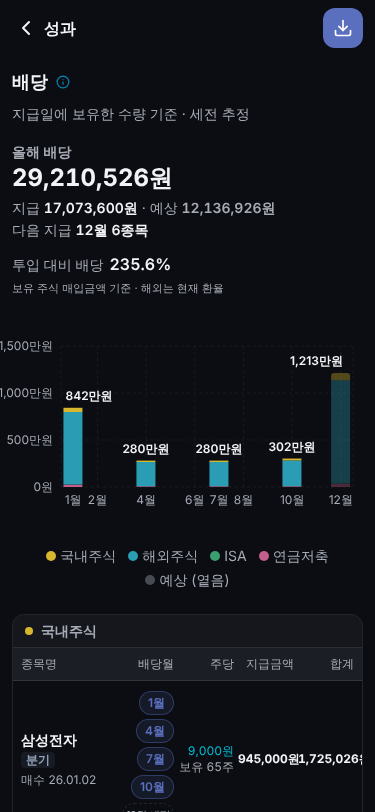 성과
배당
지급일에 보유한 수량 기준 · 세전 추정
올해 배당
29,210,526원
지급 17,073,600원 · 예상 12,136,926원
다음 지급 12월 6종목
투입 대비 배당 235.6%
보유 주식 매입금액 기준 · 해외는 현재 환율
1,500만원
1,213만원
1,000만원
842만원
500만원
280만원 280만원 302만원
0원
1월 2월 4월 6월 7월 8월 10월 12월
국내주식 해외주식 ISA 연금저축
예상 (옅음)
국내주식
종목명 배당월 주당 지급금액 합계
1월
4월
삼성전자
분기
매수 26.01.02
7월
10월
9,000원
보유 65주
945,000원
1,725,026원